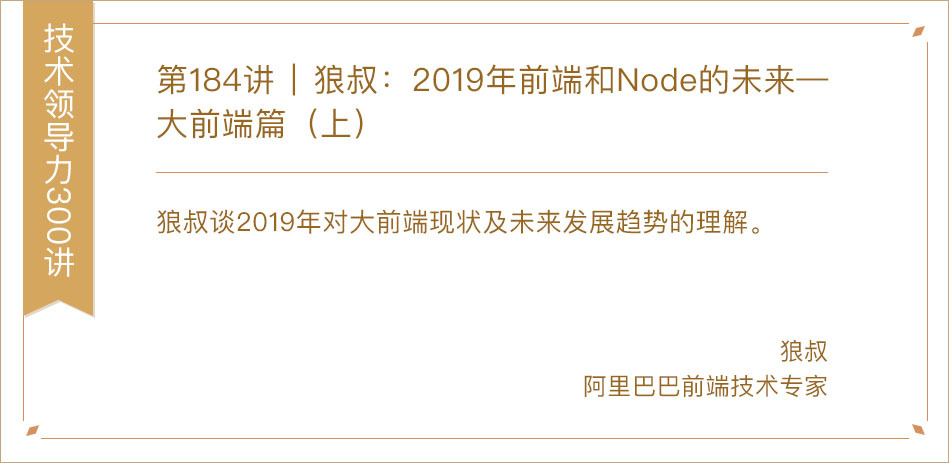 技术领导力300讲
第184讲 | 狼叔：2019年前端和Node的未来—
大前端篇（上）
狼叔谈2019年对大前端现状及未来发展趋势的理解。
狼叔
阿里巴巴前端技术专家